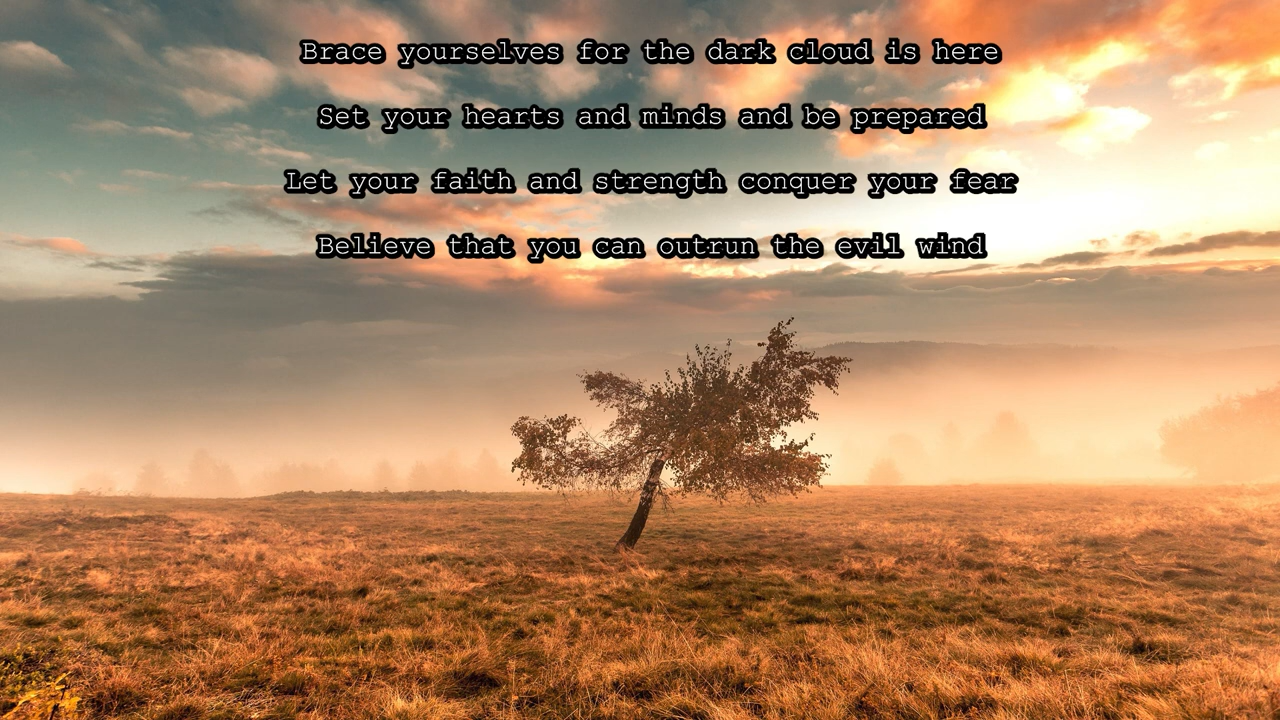 Brace yourselves for the dark cloud is here
Set your hearts and minds and be prepared
Let your faith and strength conquer your fear
Believe that you can outrun the evil wind